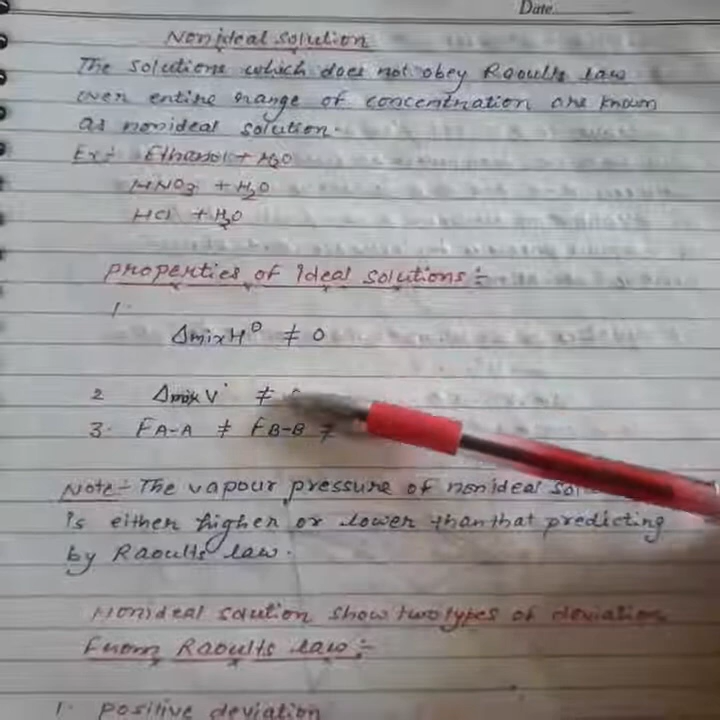 Date
Nonideal solution
The solutions which does not obey Raoults law
over entire range of concentration are known
as nonideal solution.
Ex:- Ethanol + H2O
HNO3 + H2O
HCl + H2O
properties of Ideal solutions:-
1.
ΔmixH° ≠ 0
2 ΔmixV ≠
3. FA-A ≠ FB-B ≠
Note:- The vapour pressure of nonideal
is either higher or lower than that predicting
by Raoults law.
Nonideal soution show two types of deviation
From Raoults law:-
1. positive deviation